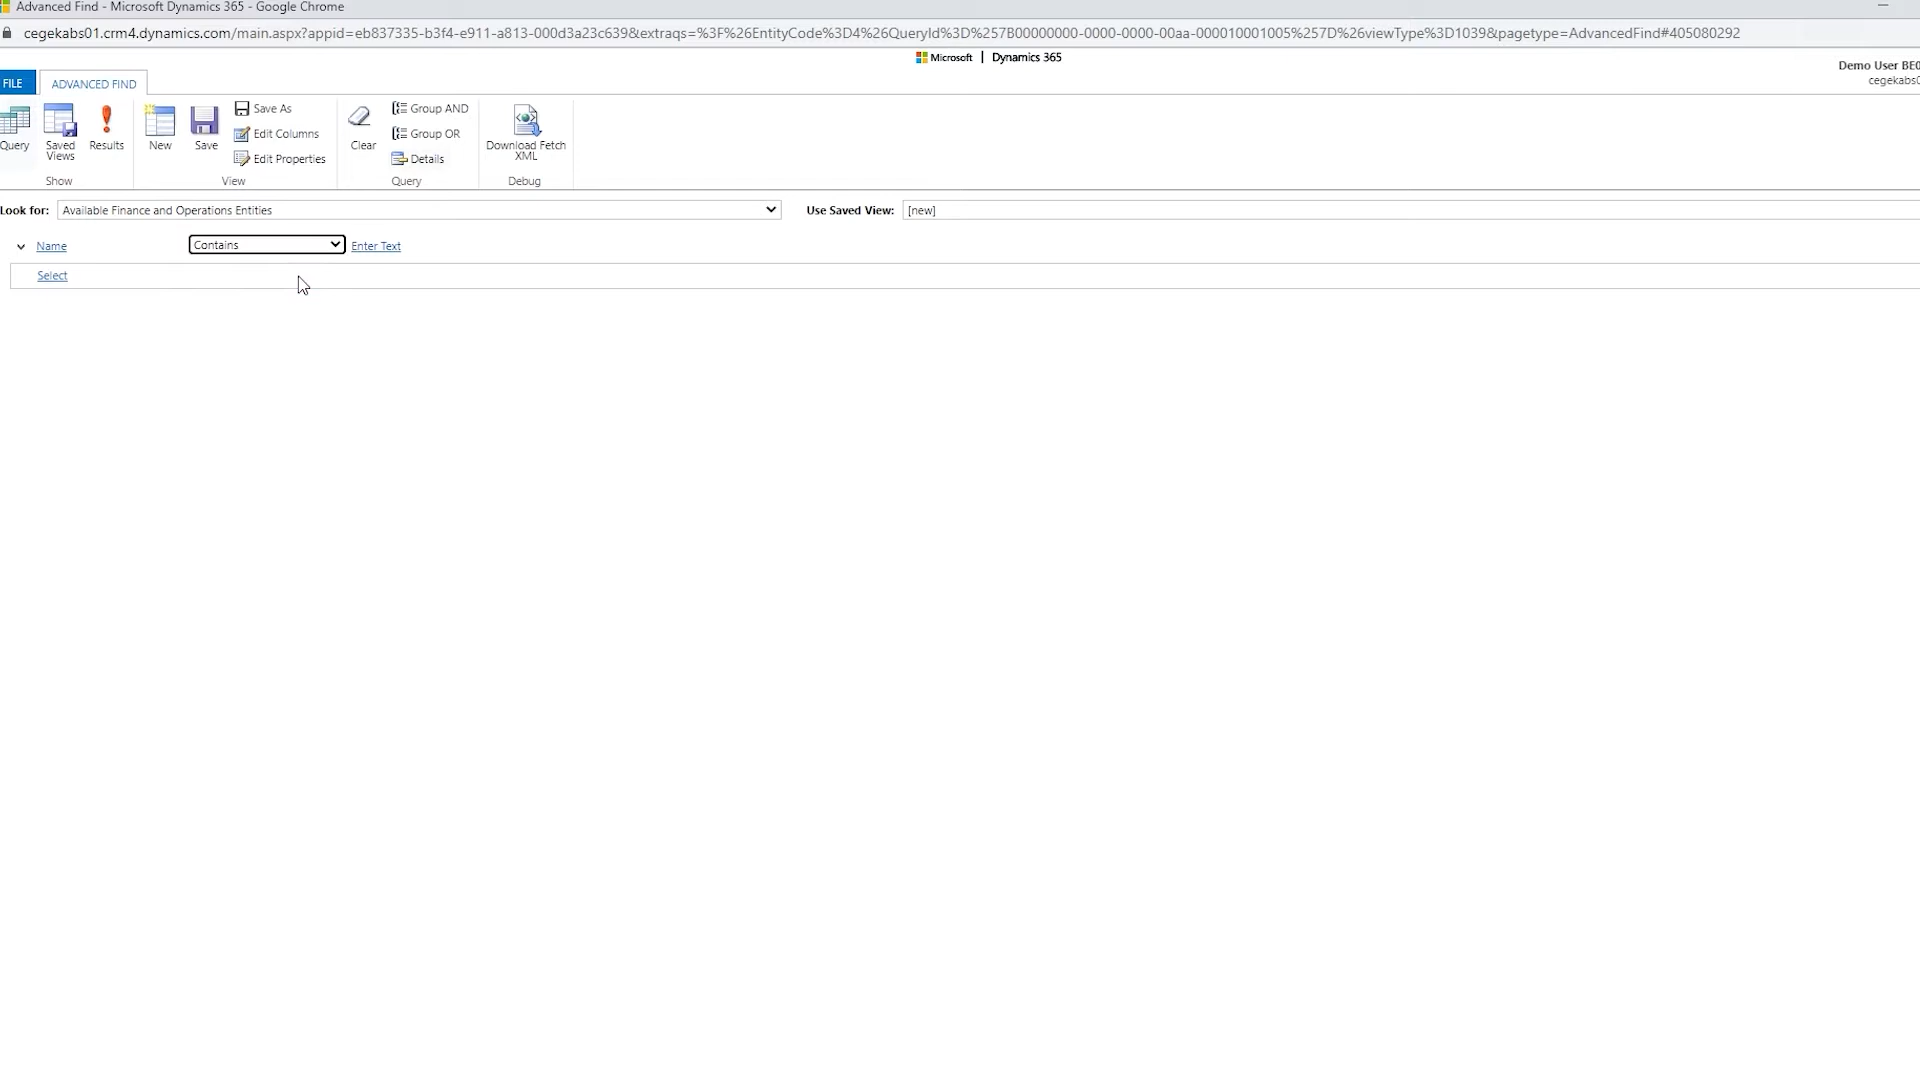 Advanced Find - Microsoft Dynamics 365 - Google Chrome
cegekabs01.crm4.dynamics.com/main.aspx?appid=eb837335-b3f4-e911-a813-000d3a23c639&extraqs=%3F%26EntityCode%3D4%26QueryId%3D%257B00000000-0000-0000-00aa-000010001005%257D%26viewType%3D1039&pagetype=AdvancedFind#405080292
Microsoft | Dynamics 365
Demo User BE0
cegekabs0
FILE ADVANCED FIND
Query
Saved Views
Results
Show
New
Save
Save As
Edit Columns
Edit Properties
View
Clear
Group AND
Group OR
Details
Query
Download Fetch XML
Debug
Look for: Available Finance and Operations Entities Use Saved View: [new]
Name Contains Enter Text
Select